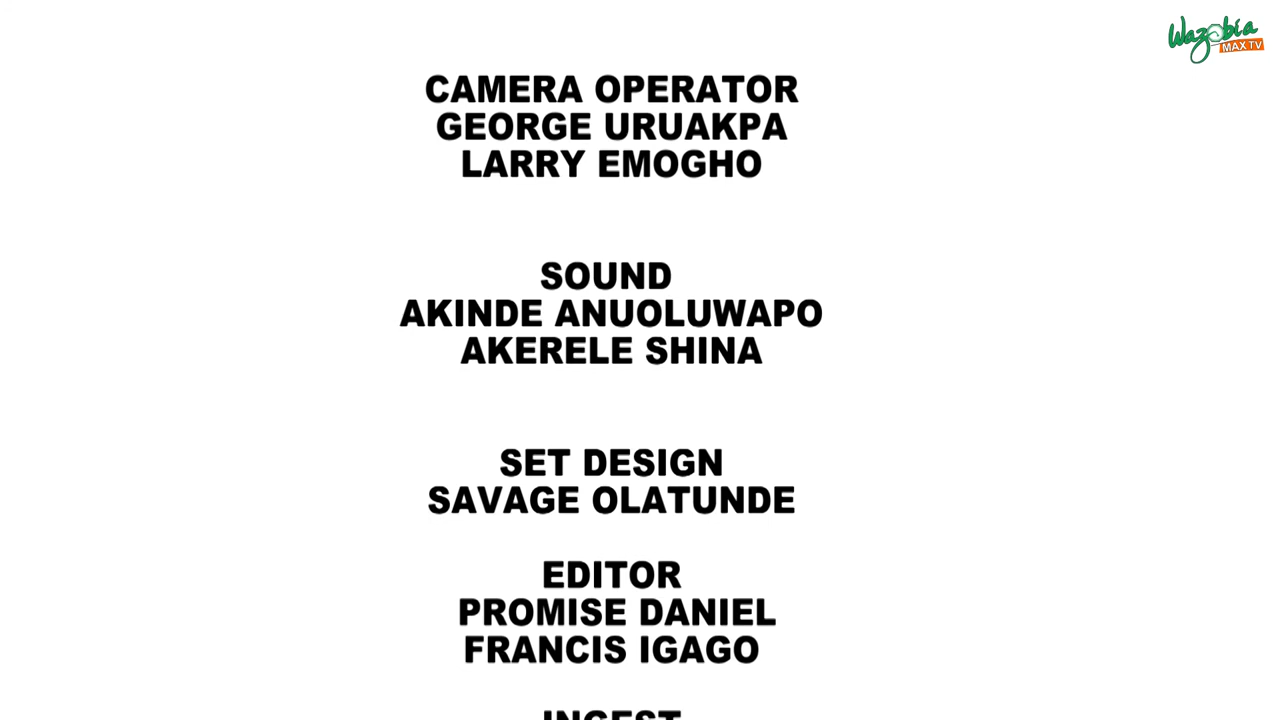 Wazobia
MAX TV
CAMERA OPERATOR
GEORGE URUAKPA
LARRY EMOGHO
SOUND
AKINDE ANUOLUWAPO
AKERELE SHINA
SET DESIGN
SAVAGE OLATUNDE
EDITOR
PROMISE DANIEL
FRANCIS IGAGO
INGEST